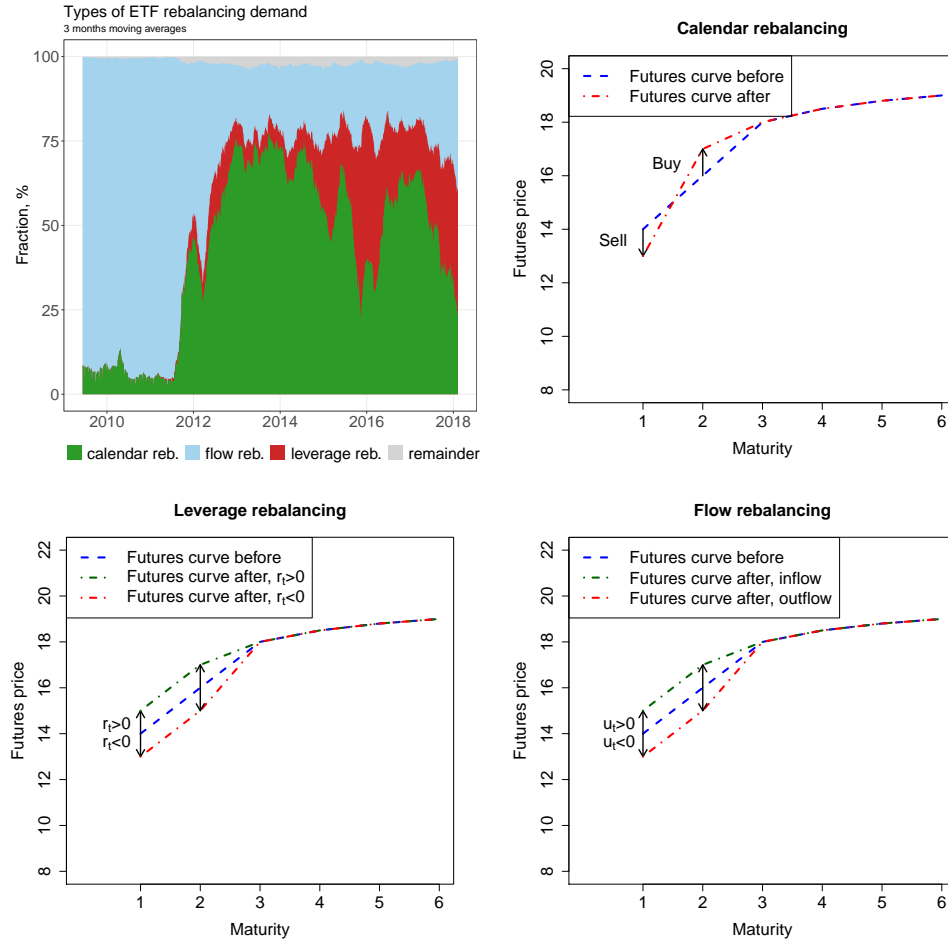 Types of ETF rebalancing demand
3 months moving averages
100
75
50
25
0
Fraction, %
2010 2012 2014 2016 2018
calendar reb. flow reb. leverage reb. remainder
Calendar rebalancing
Futures curve before
Futures curve after
20
18
16
14
12
10
8
Futures price
Buy
Sell
1 2 3 4 5 6
Maturity
Leverage rebalancing
Futures curve before
Futures curve after, rₜ>0
Futures curve after, rₜ<0
22
20
18
16
14
12
10
8
Futures price
rₜ>0
rₜ<0
1 2 3 4 5 6
Maturity
Flow rebalancing
Futures curve before
Futures curve after, inflow
Futures curve after, outflow
22
20
18
16
14
12
10
8
Futures price
uₜ>0
uₜ<0
1 2 3 4 5 6
Maturity